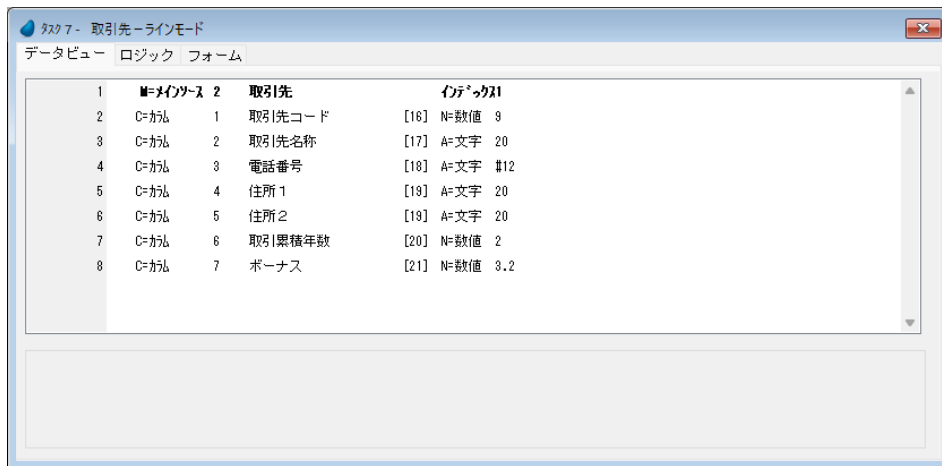 タスク 7 - 取引先－ラインモード
データビュー ロジック フォーム
1 M=メインソース 2 取引先 インデックス1
2 C=カラム 1 取引先コード [16] N=数値 9
3 C=カラム 2 取引先名称 [17] A=文字 20
4 C=カラム 3 電話番号 [18] A=文字 #12
5 C=カラム 4 住所１ [19] A=文字 20
6 C=カラム 5 住所２ [19] A=文字 20
7 C=カラム 6 取引累積年数 [20] N=数値 2
8 C=カラム 7 ボーナス [21] N=数値 3.2